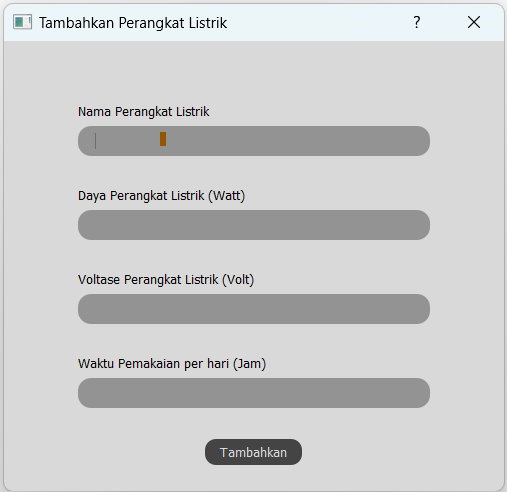 Tambahkan Perangkat Listrik ?
Nama Perangkat Listrik
Daya Perangkat Listrik (Watt)
Voltase Perangkat Listrik (Volt)
Waktu Pemakaian per hari (Jam)
Tambahkan